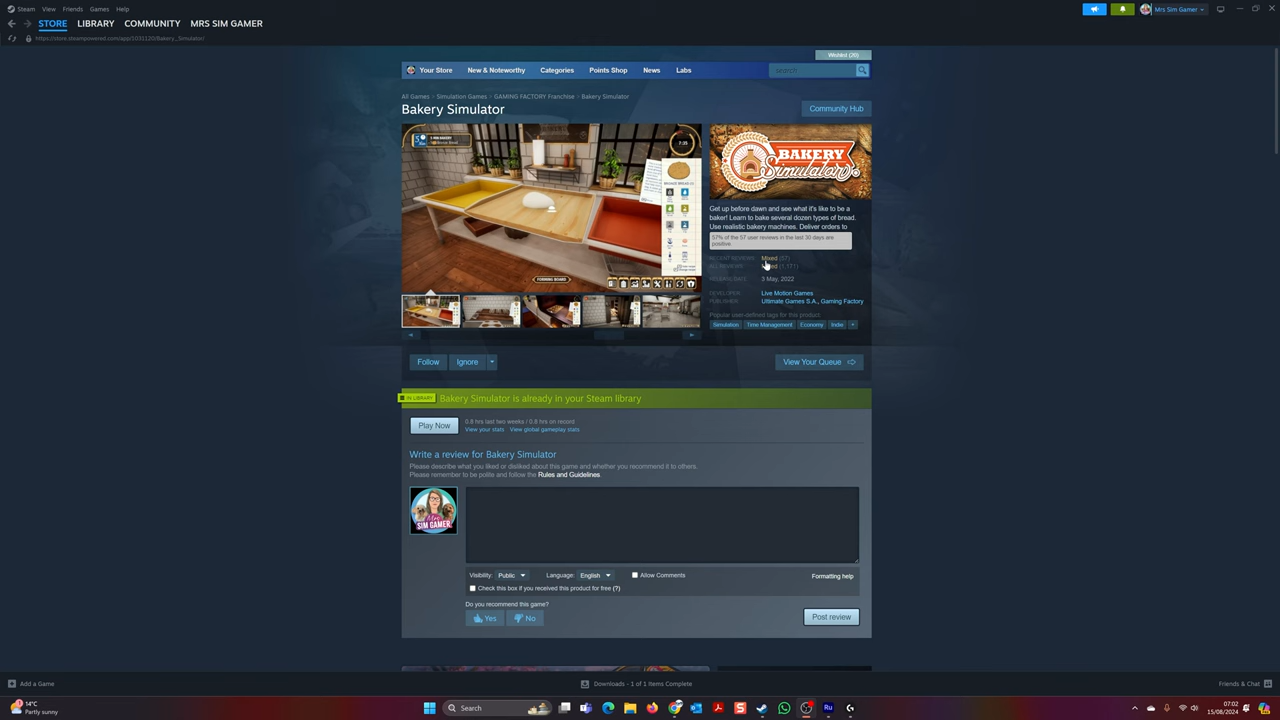 Steam View Friends Games Help
Mrs Sim Gamer
STORE LIBRARY COMMUNITY MRS SIM GAMER
https://store.steampowered.com/app/1031120/Bakery_Simulator/
Wishlist (20)
Your Store New & Noteworthy Categories Points Shop News Labs
search
All Games > Simulation Games > GAMING FACTORY Franchise > Bakery Simulator
Bakery Simulator
Community Hub
7:35
FORMING BOARD
BAKERY
Simulator
Get up before dawn and see what it's like to be a
baker! Learn to bake several dozen types of bread.
Use realistic bakery machines. Deliver orders to
57% of the 57 user reviews in the last 30 days are
positive.
RECENT REVIEWS: Mixed (57)
ALL REVIEWS:
RELEASE DATE: 3 May, 2022
DEVELOPER: Live Motion Games
PUBLISHER: Ultimate Games S.A., Gaming Factory
Popular user-defined tags for this product:
Simulation Time Management Economy Indie +
Follow Ignore View Your Queue
IN LIBRARY Bakery Simulator is already in your Steam library
Play Now
0.8 hrs last two weeks / 0.8 hrs on record
View your stats View global gameplay stats
Write a review for Bakery Simulator
Please describe what you liked or disliked about this game and whether you recommend it to others.
Please remember to be polite and follow the Rules and Guidelines.
Mrs
SIM GAMER
Visibility: Public Language: English Allow Comments Formatting help
Check this box if you received this product for free (?)
Do you recommend this game?
Yes No Post review
Add a Game Downloads - 1 of 1 Items Complete Friends & Chat
14°C
Partly sunny
Search
07:02
15/08/2024